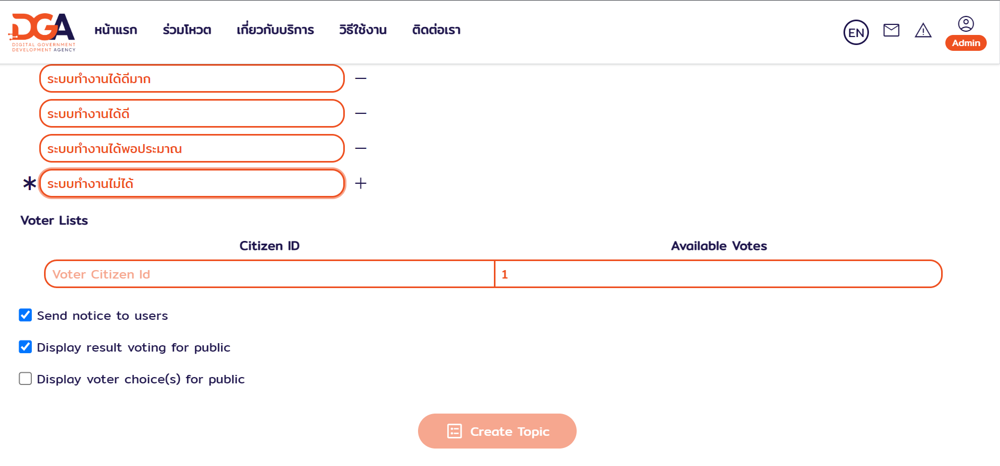 DGA
DIGITAL GOVERNMENT
DEVELOPMENT AGENCY
หน้าแรก ร่วมโหวต เกี่ยวกับบริการ วิธีใช้งาน ติดต่อเรา
EN
Admin
ระบบทำงานได้ดีมาก
ระบบทำงานได้ดี
ระบบทำงานได้พอประมาณ
* ระบบทำงานไม่ได้
Voter Lists
Citizen ID Available Votes
Voter Citizen Id 1
Send notice to users
Display result voting for public
Display voter choice(s) for public
Create Topic